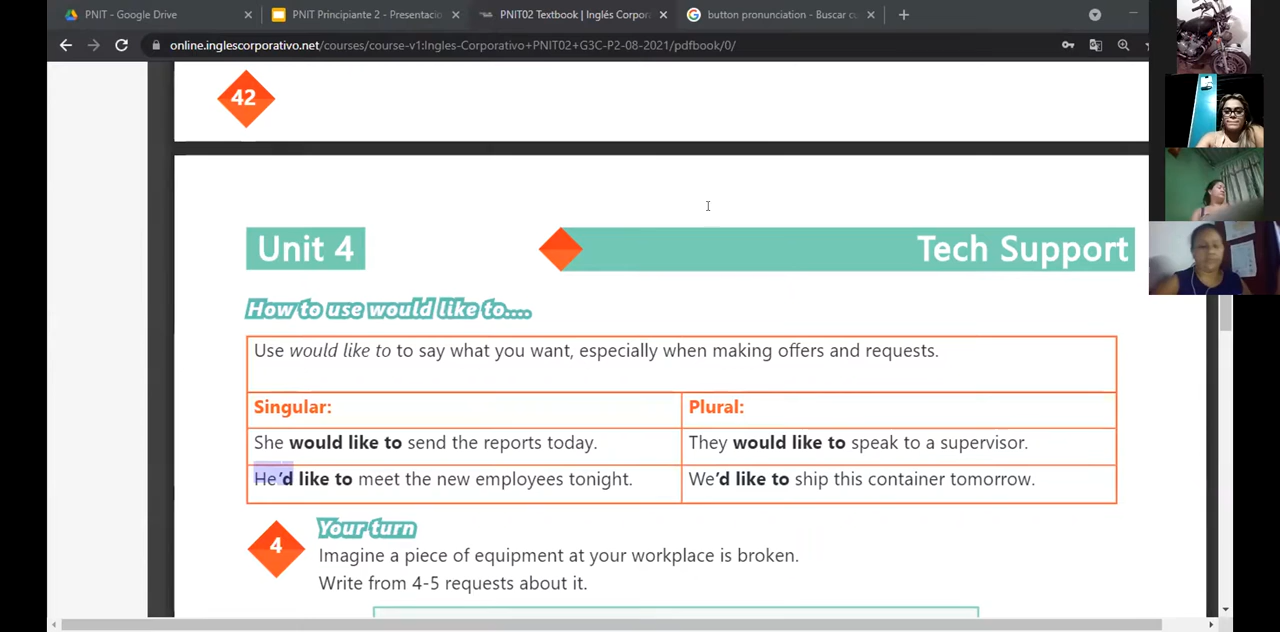 PNIT - Google Drive
PNIT Principiante 2 - Presentacio
PNIT02 Textbook | Inglés Corpor
button pronunciation - Buscar c
online.inglescorporativo.net/courses/course-v1:Ingles-Corporativo+PNIT02+G3C-P2-08-2021/pdfbook/0/
42
Unit 4
Tech Support
How to use would like to....
Use would like to to say what you want, especially when making offers and requests.
Singular:
Plural:
She would like to send the reports today.
They would like to speak to a supervisor.
He'd like to meet the new employees tonight.
We'd like to ship this container tomorrow.
4
Your turn
Imagine a piece of equipment at your workplace is broken.
Write from 4-5 requests about it.